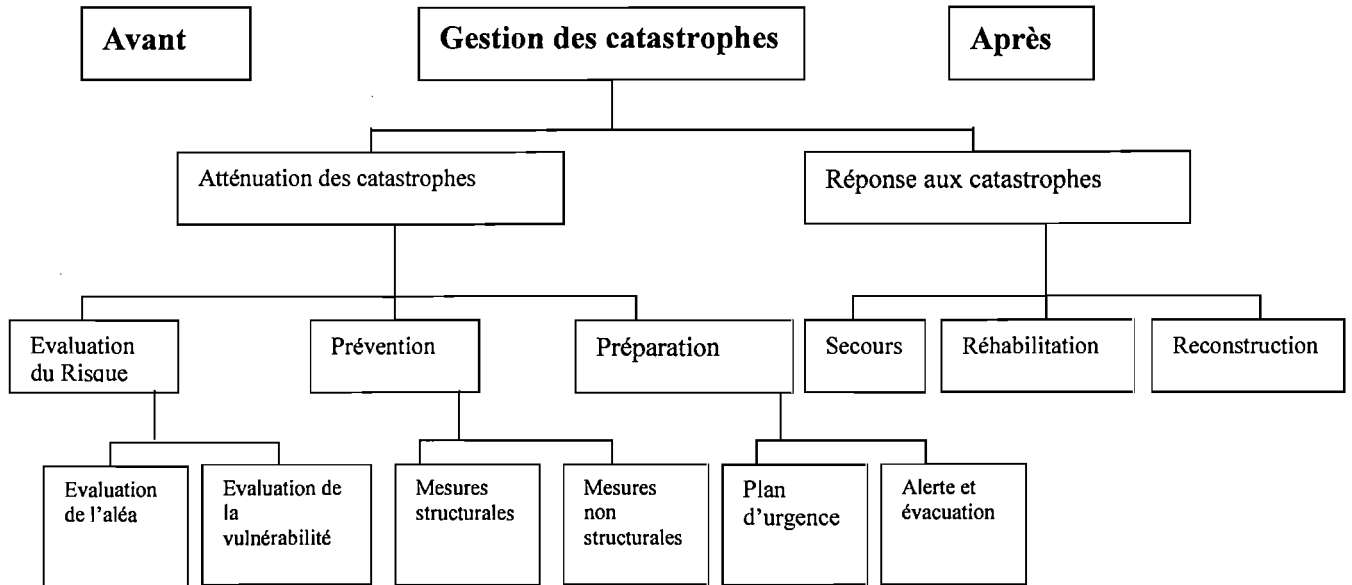 Avant
Gestion des catastrophes
Après
Atténuation des catastrophes
Réponse aux catastrophes
Evaluation
du Risque
Prévention
Préparation
Secours
Réhabilitation
Reconstruction
Evaluation
de l'aléa
Evaluation de
la
vulnérabilité
Mesures
structurales
Mesures
non
structurales
Plan
d'urgence
Alerte et
évacuation